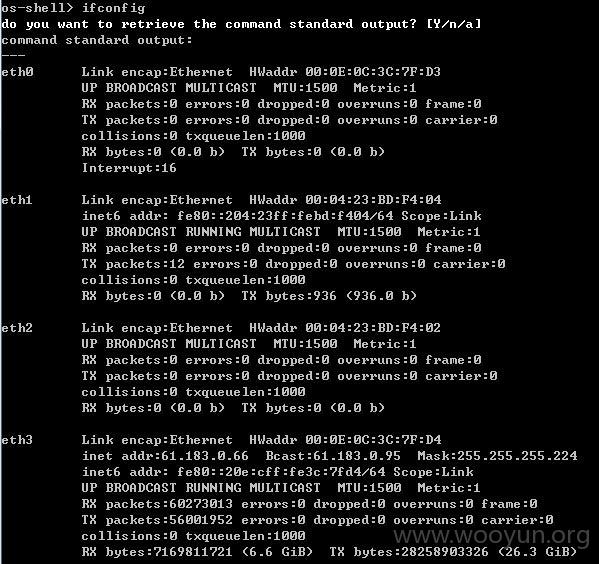 os-shell> ifconfig
do you want to retrieve the command standard output? [Y/n/a]
command standard output:
---
eth0      Link encap:Ethernet  HWaddr 00:0E:0C:3C:7F:D3
          UP BROADCAST MULTICAST  MTU:1500  Metric:1
          RX packets:0 errors:0 dropped:0 overruns:0 frame:0
          TX packets:0 errors:0 dropped:0 overruns:0 carrier:0
          collisions:0 txqueuelen:1000
          RX bytes:0 (0.0 b)  TX bytes:0 (0.0 b)
          Interrupt:16
eth1      Link encap:Ethernet  HWaddr 00:04:23:BD:F4:04
          inet6 addr: fe80::204:23ff:febd:f404/64 Scope:Link
          UP BROADCAST RUNNING MULTICAST  MTU:1500  Metric:1
          RX packets:0 errors:0 dropped:0 overruns:0 frame:0
          TX packets:12 errors:0 dropped:0 overruns:0 carrier:0
          collisions:0 txqueuelen:1000
          RX bytes:0 (0.0 b)  TX bytes:936 (936.0 b)
eth2      Link encap:Ethernet  HWaddr 00:04:23:BD:F4:02
          UP BROADCAST MULTICAST  MTU:1500  Metric:1
          RX packets:0 errors:0 dropped:0 overruns:0 frame:0
          TX packets:0 errors:0 dropped:0 overruns:0 carrier:0
          collisions:0 txqueuelen:1000
          RX bytes:0 (0.0 b)  TX bytes:0 (0.0 b)
eth3      Link encap:Ethernet  HWaddr 00:0E:0C:3C:7F:D4
          inet addr:61.183.0.66  Bcast:61.183.0.95  Mask:255.255.255.224
          inet6 addr: fe80::20e:cff:fe3c:7fd4/64 Scope:Link
          UP BROADCAST RUNNING MULTICAST  MTU:1500  Metric:1
          RX packets:60273013 errors:0 dropped:0 overruns:0 frame:0
          TX packets:56001952 errors:0 dropped:0 overruns:0 carrier:0
          collisions:0 txqueuelen:1000
          RX bytes:7169811721 (6.6 GiB)  TX bytes:28258903326 (26.3 GiB)
www.wooyun.org